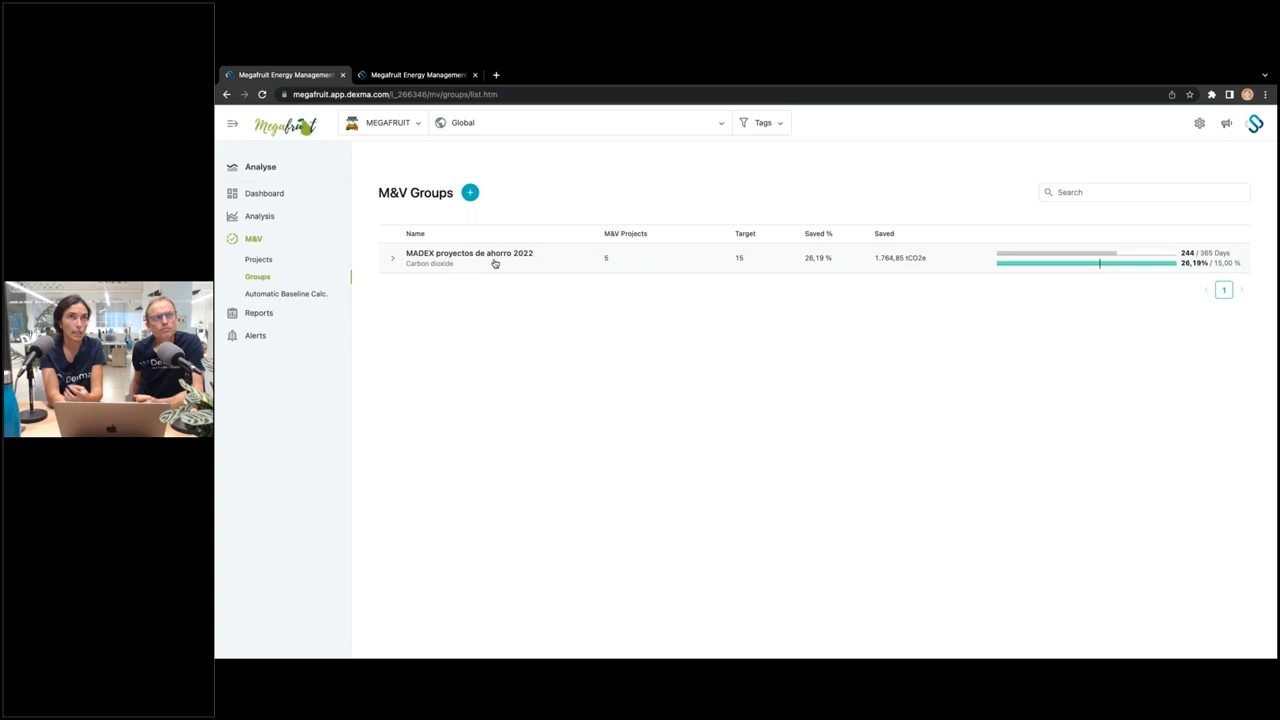 Megafruit Energy Management
Megafruit Energy Management
megafruit.app.dexma.com/l_266346/mv/groups/list.htm
Megafruit
MEGAFRUIT
Global
Tags
Analyse
Dashboard
Analysis
M&V
Projects
Groups
Automatic Baseline Calc.
Reports
Alerts
M&V Groups
Search
Name
M&V Projects
Target
Saved %
Saved
MADEX proyectos de ahorro 2022
Carbon dioxide
5
15
26,19 %
1.764,85 tCO2e
244 / 365 Days
26,19% / 15,00 %
1
Dexma